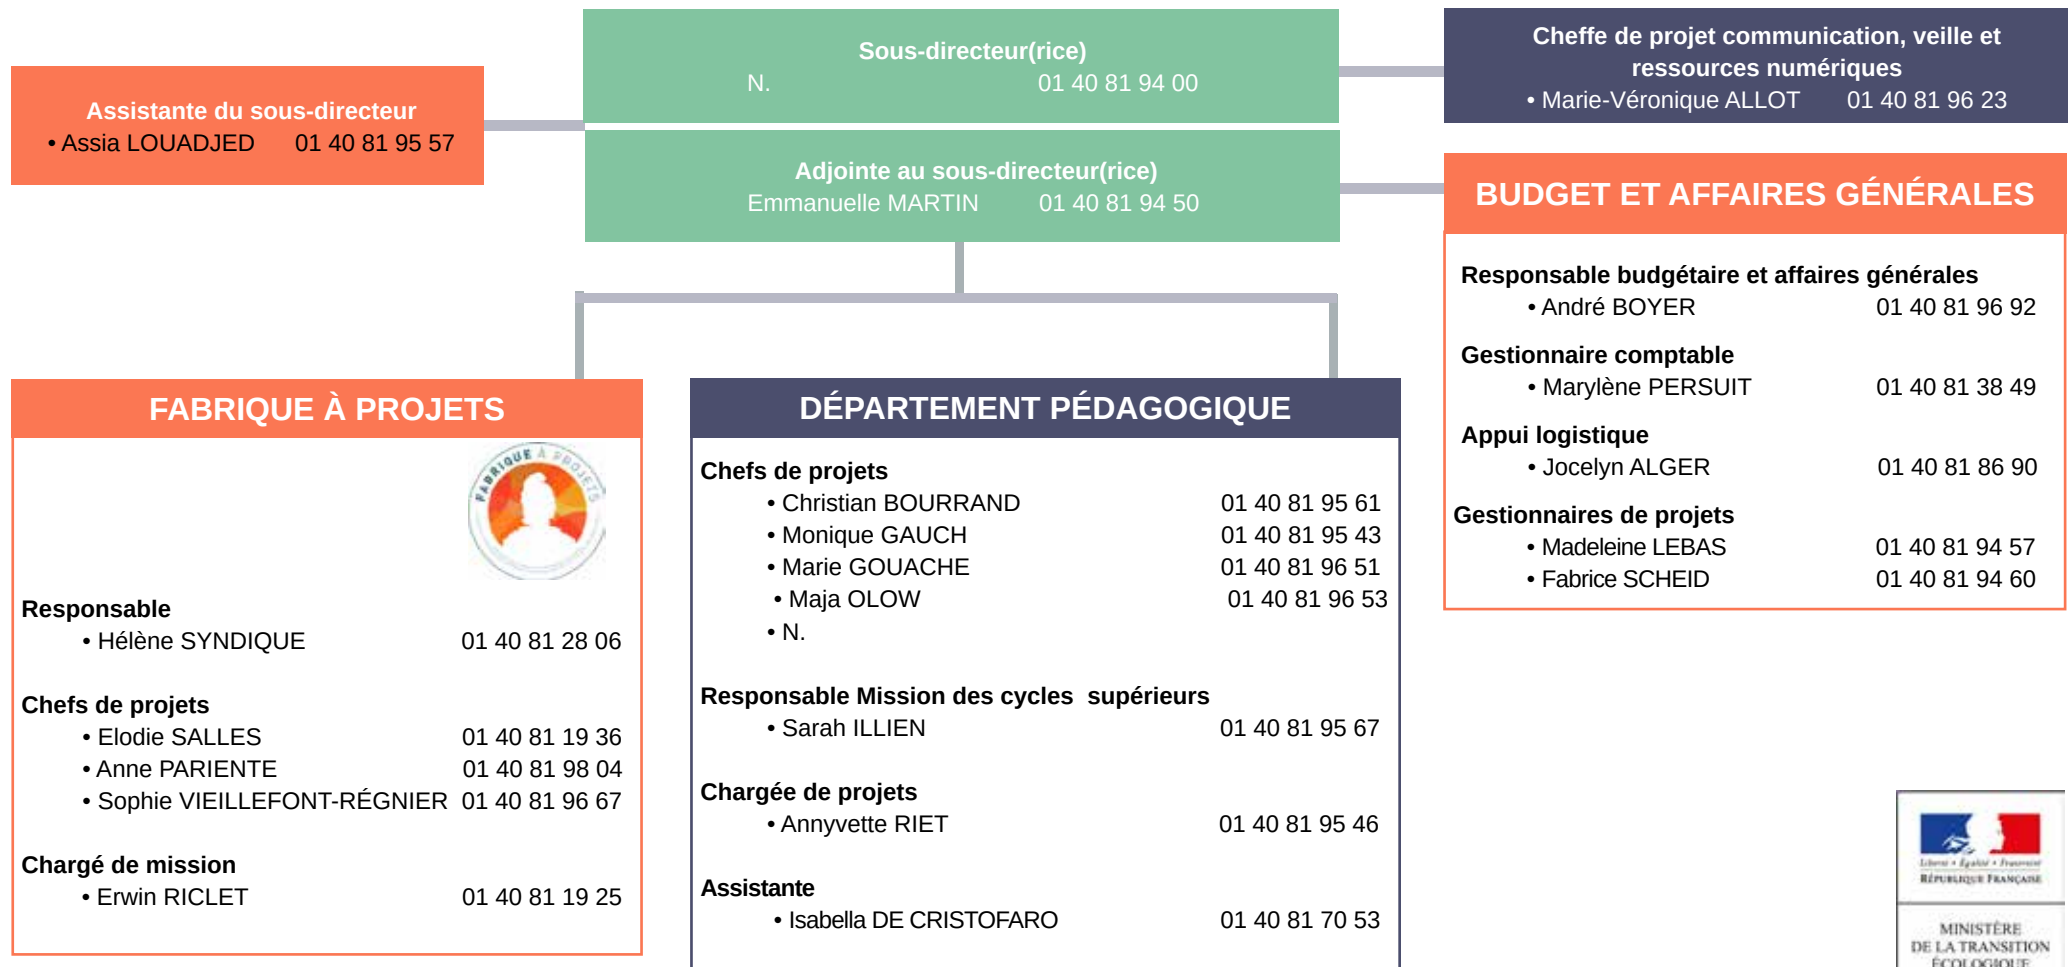 Sous-directeur(rice)
N. 01 40 81 94 00
Cheffe de projet communication, veille et
ressources numériques
• Marie-Véronique ALLOT 01 40 81 96 23
Assistante du sous-directeur
• Assia LOUADJED 01 40 81 95 57
Adjointe au sous-directeur(rice)
Emmanuelle MARTIN 01 40 81 94 50
BUDGET ET AFFAIRES GÉNÉRALES
Responsable budgétaire et affaires générales
• André BOYER 01 40 81 96 92
Gestionnaire comptable
• Marylène PERSUIT 01 40 81 38 49
Appui logistique
• Jocelyn ALGER 01 40 81 86 90
Gestionnaires de projets
• Madeleine LEBAS 01 40 81 94 57
• Fabrice SCHEID 01 40 81 94 60
FABRIQUE À PROJETS
FABRIQUE À PROJETS
Responsable
• Hélène SYNDIQUE 01 40 81 28 06
Chefs de projets
• Elodie SALLES 01 40 81 19 36
• Anne PARIENTE 01 40 81 98 04
• Sophie VIEILLEFONT-RÉGNIER 01 40 81 96 67
Chargé de mission
• Erwin RICLET 01 40 81 19 25
DÉPARTEMENT PÉDAGOGIQUE
Chefs de projets
• Christian BOURRAND 01 40 81 95 61
• Monique GAUCH 01 40 81 95 43
• Marie GOUACHE 01 40 81 96 51
• Maja OLOW 01 40 81 96 53
• N.
Responsable Mission des cycles supérieurs
• Sarah ILLIEN 01 40 81 95 67
Chargée de projets
• Annyvette RIET 01 40 81 95 46
Assistante
• Isabella DE CRISTOFARO 01 40 81 70 53
Liberté • Égalité • Fraternité
RÉPUBLIQUE FRANÇAISE
MINISTÈRE
DE LA TRANSITION
ÉCOLOGIQUE